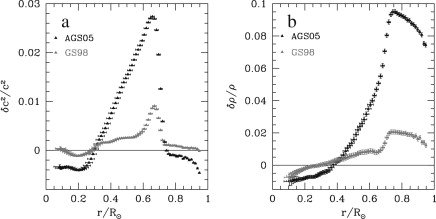 a
AGS05
GS98
0.03
0.02
0.01
0
δc²/c²
0 0.2 0.4 0.6 0.8 1
r/R⊙
b
AGS05
GS98
0.1
0.08
0.06
0.04
0.02
0
δρ/ρ
0 0.2 0.4 0.6 0.8 1
r/R⊙